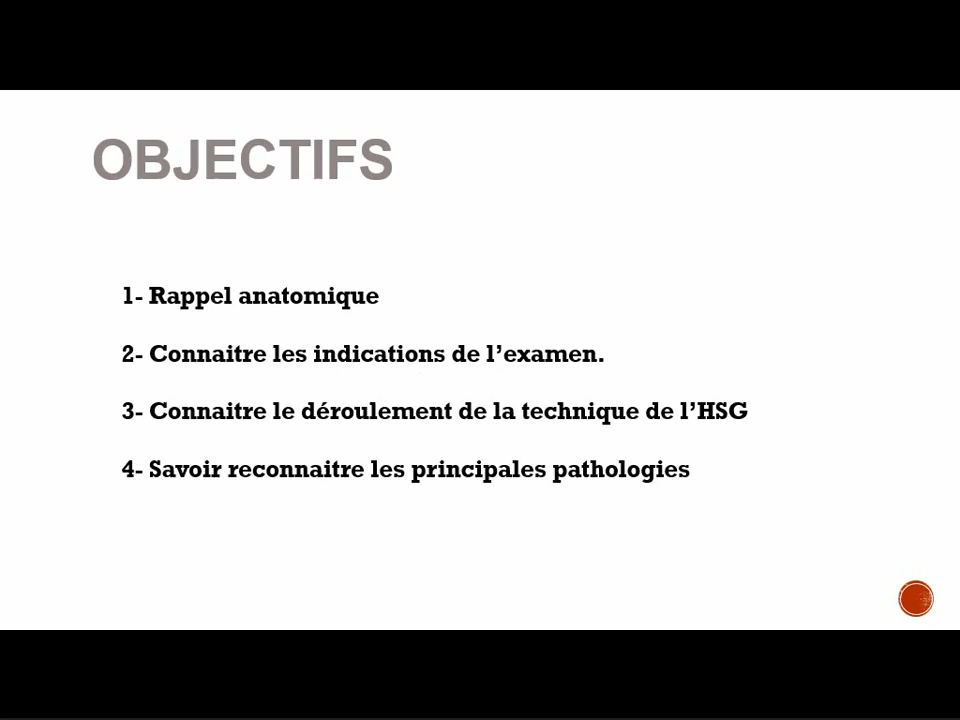 OBJECTIFS
1- Rappel anatomique
2- Connaitre les indications de l’examen.
3- Connaitre le déroulement de la technique de l’HSG
4- Savoir reconnaitre les principales pathologies